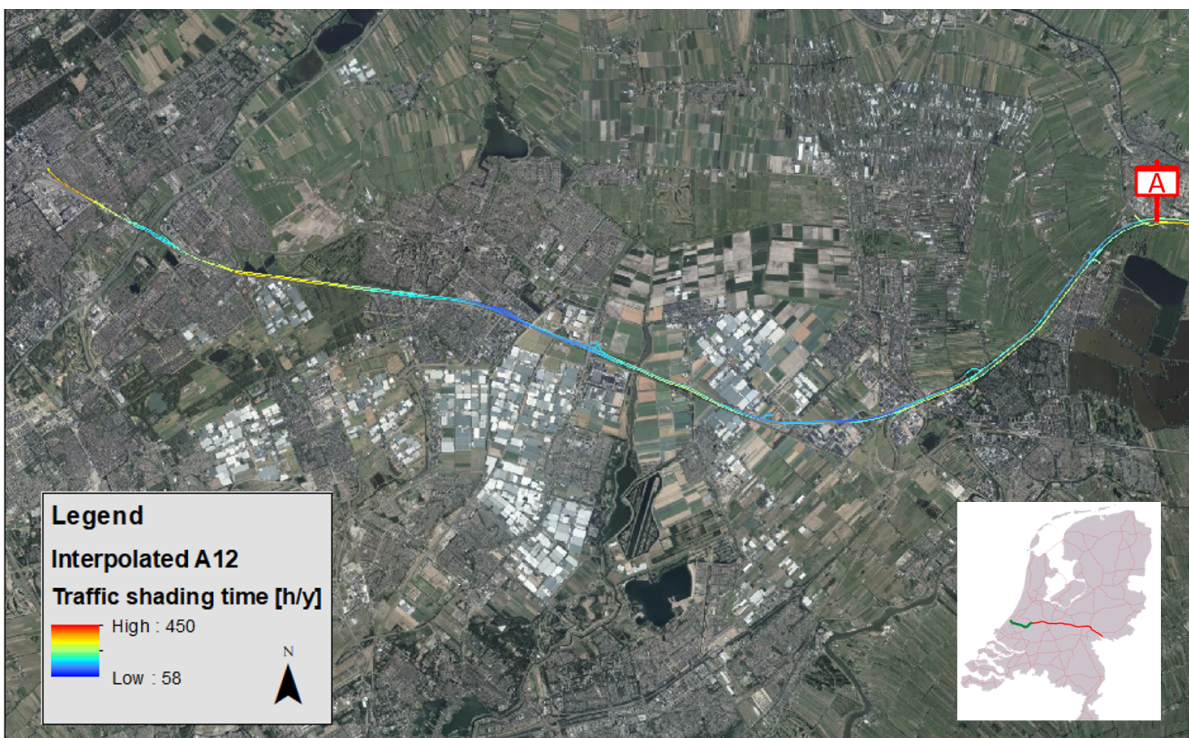 A
Legend
Interpolated A12
Traffic shading time [h/y]
High : 450
Low : 58
N